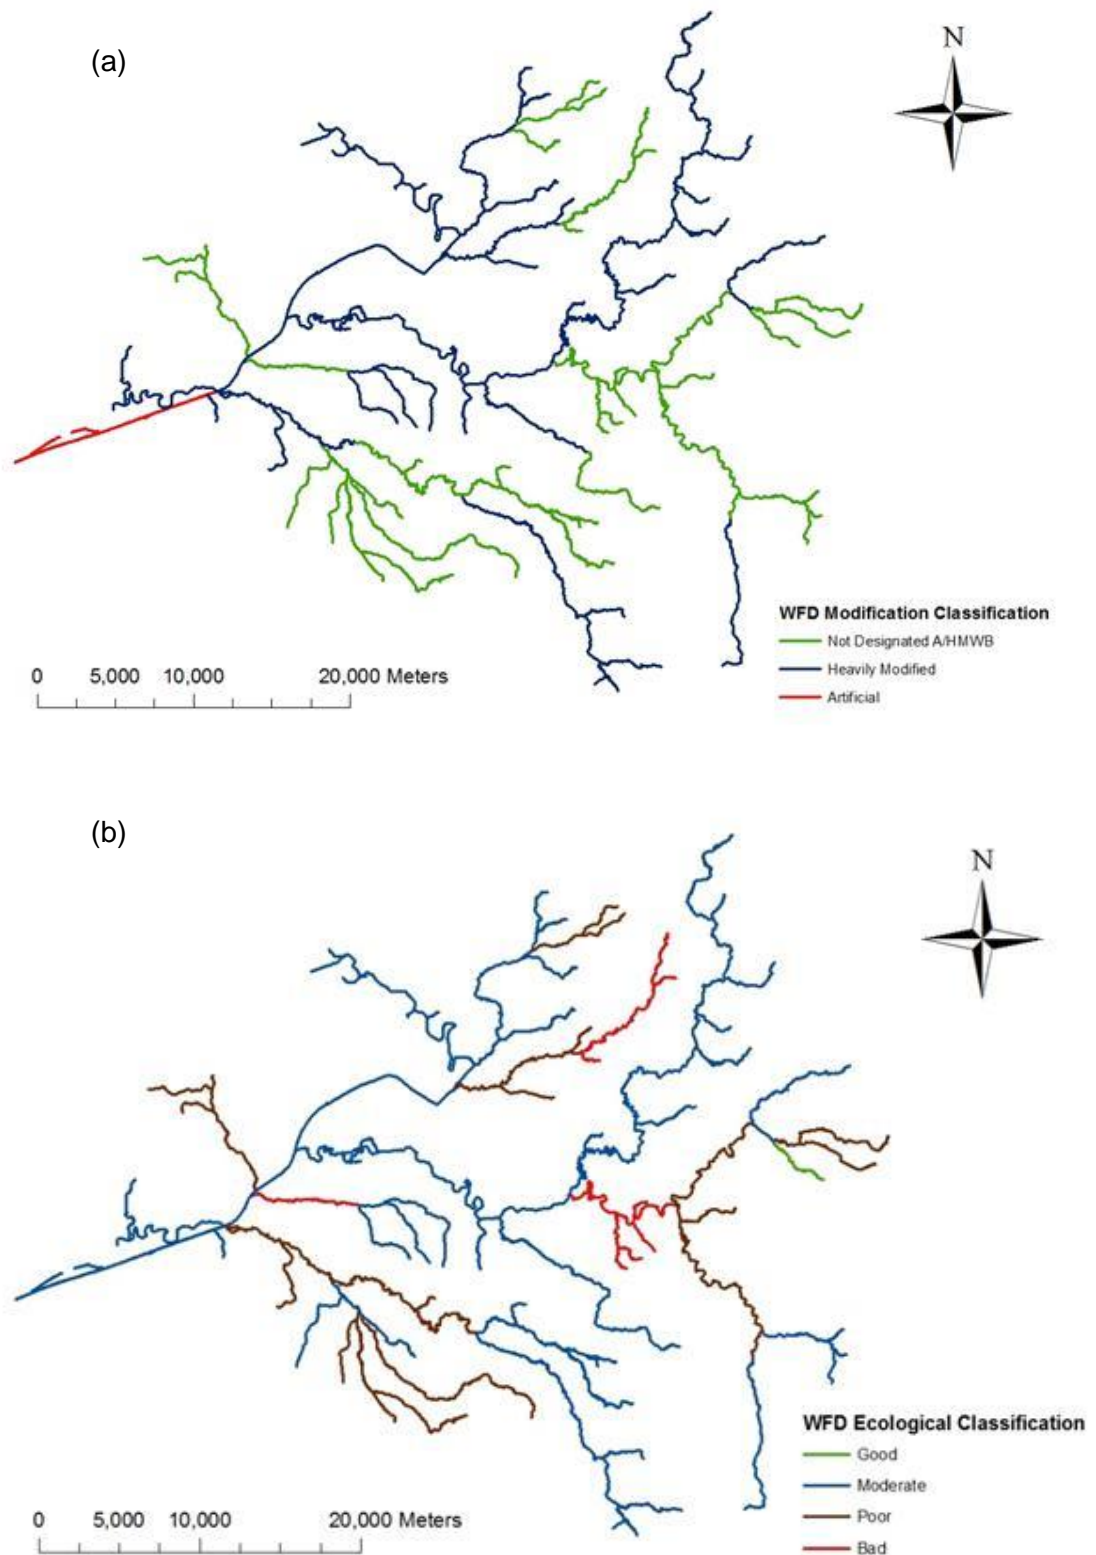 (a)
N
WFD Modification Classification
Not Designated A/HMWB
Heavily Modified
Artificial
0 5,000 10,000 20,000 Meters
(b)
N
WFD Ecological Classification
Good
Moderate
Poor
Bad
0 5,000 10,000 20,000 Meters